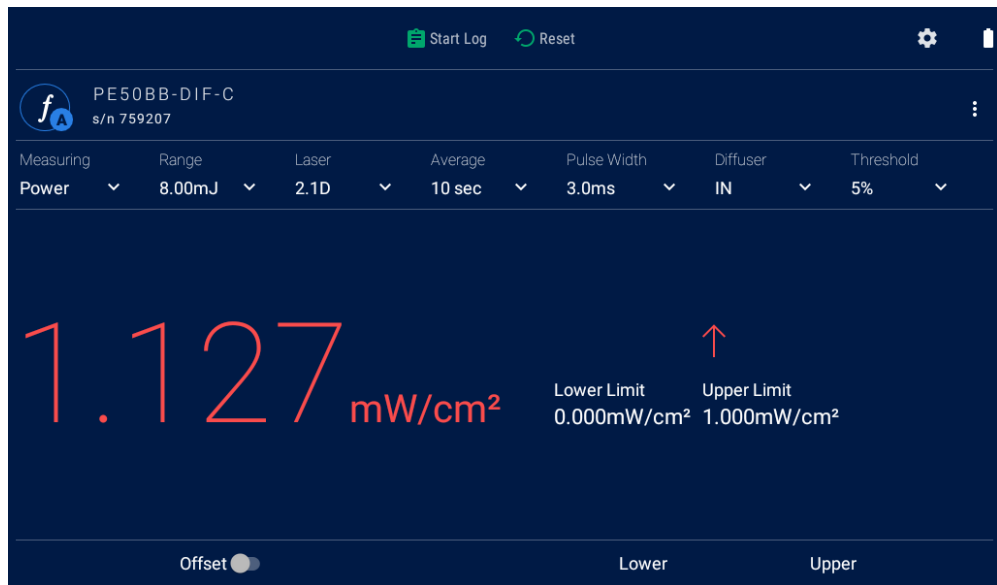 Start Log Reset
f A
PE50BB-DIF-C
s/n 759207
Measuring Range Laser Average Pulse Width Diffuser Threshold
Power 8.00mJ 2.1D 10 sec 3.0ms IN 5%
1.127 mW/cm²
Lower Limit Upper Limit
0.000mW/cm² 1.000mW/cm²
Offset Lower Upper